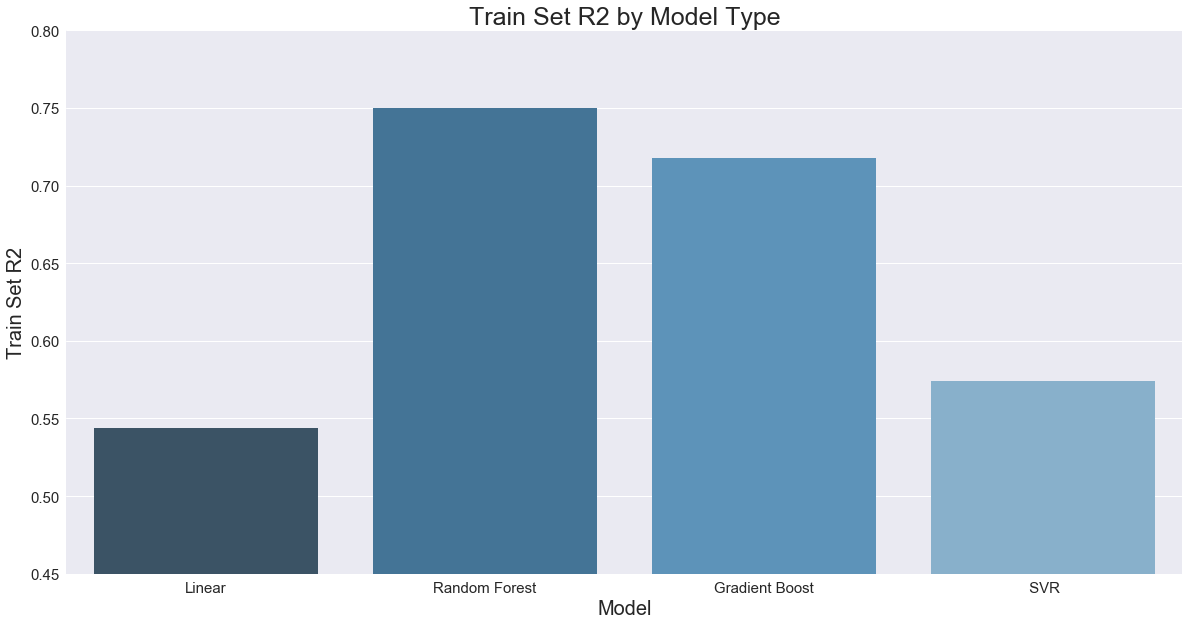 Train Set R2 by Model Type
Train Set R2
0.80
0.75
0.70
0.65
0.60
0.55
0.50
0.45
Linear
Random Forest
Gradient Boost
SVR
Model